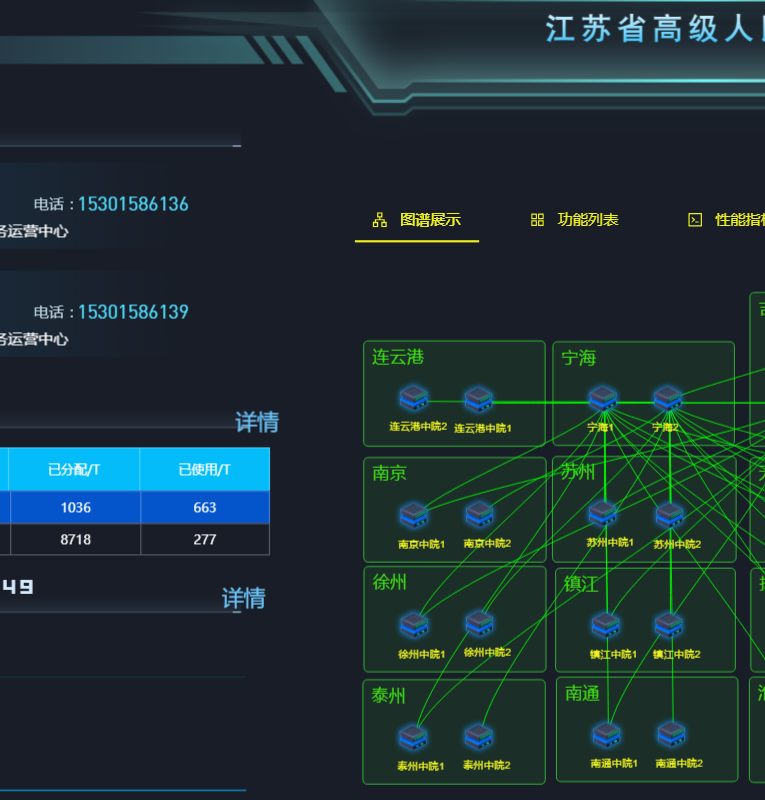 江苏省高级人
电话：15301586136
务运营中心
电话：15301586139
务运营中心
详情
已分配/T 已使用/T
1036 663
8718 277
49
详情
图谱展示 功能列表 性能指标
连云港
连云港中院2 连云港中院1
宁海
宁海1 宁海2
南京
南京中院1 南京中院2
苏州
苏州中院1 苏州中院2
徐州
徐州中院1 徐州中院2
镇江
镇江中院1 镇江中院2
泰州
泰州中院1 泰州中院2
南通
南通中院1 南通中院2